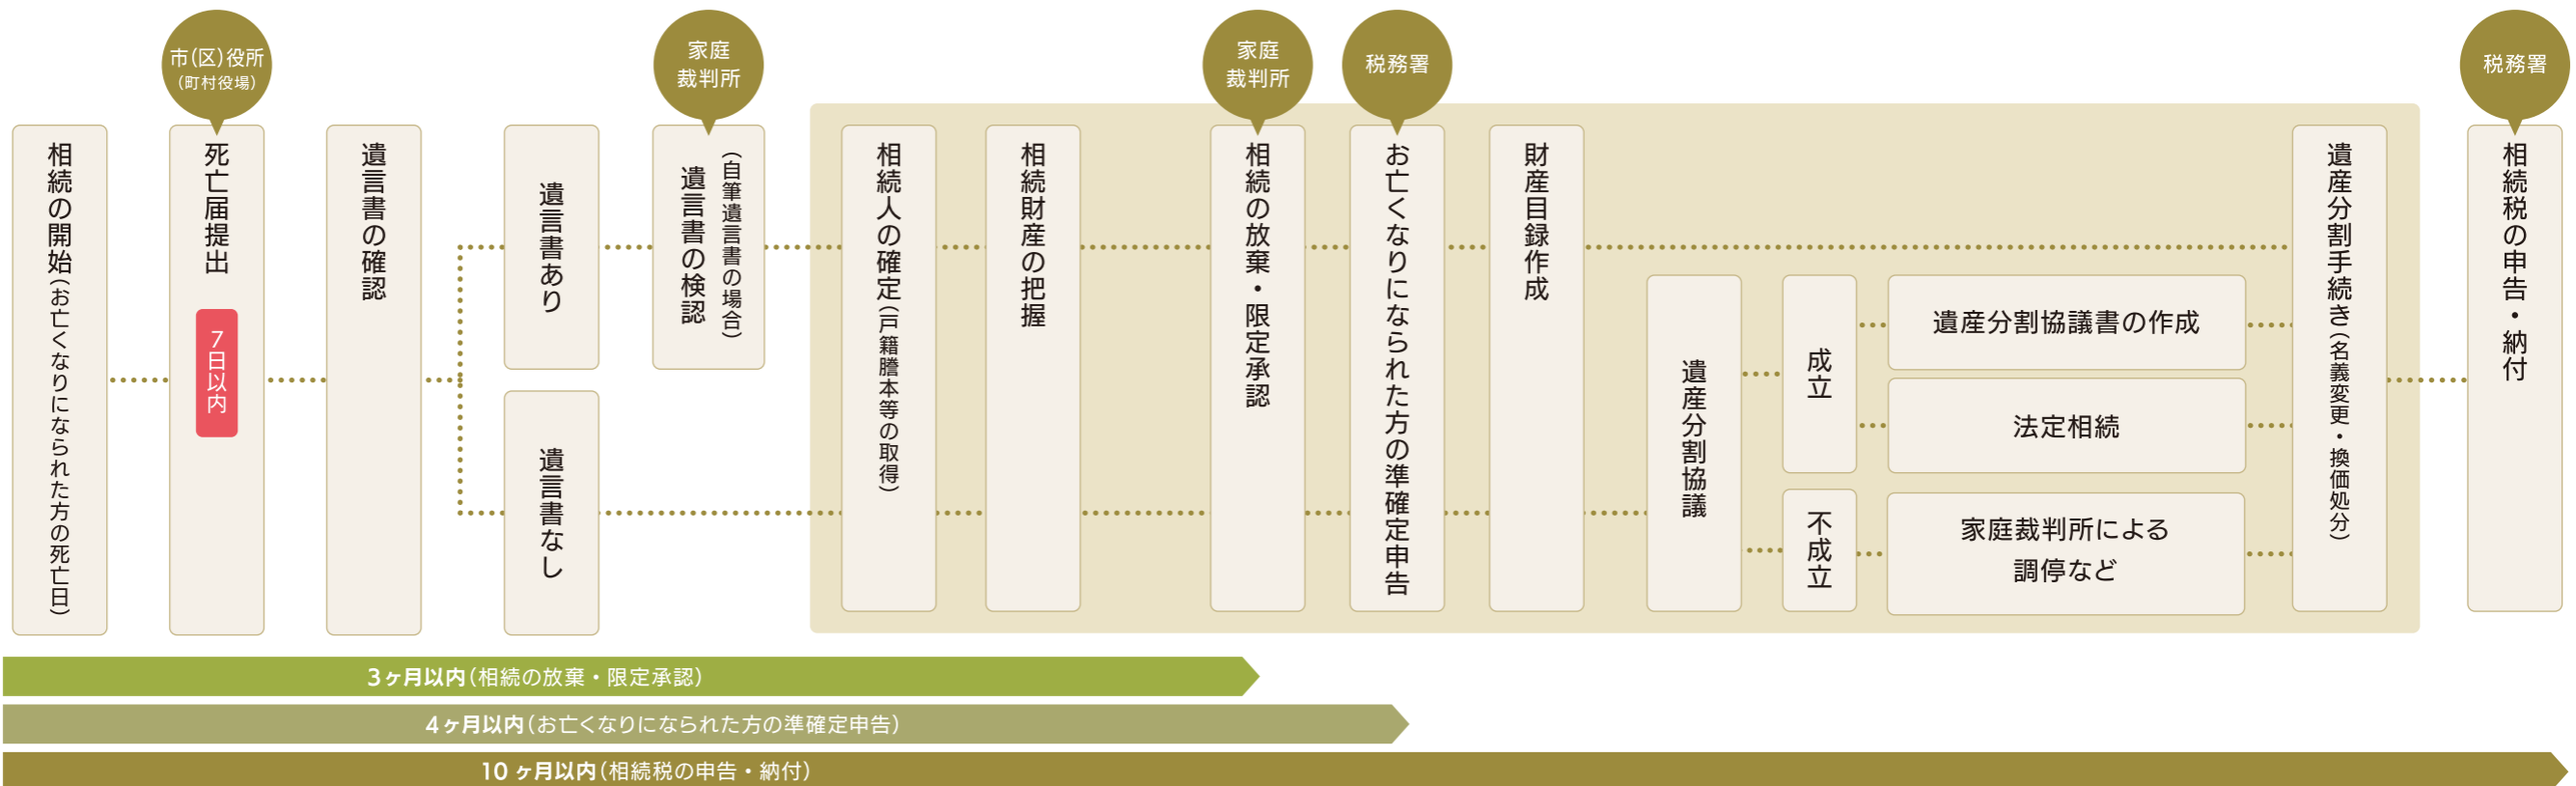 市(区)役所
(町村役場)
家庭
裁判所
家庭
裁判所
税務署
税務署
相続の開始(お亡くなりになられた方の死亡日)
死亡届提出
7日以内
遺言書の確認
遺言書あり
遺言書なし
(自筆遺言書の場合)
遺言書の検認
相続人の確定(戸籍謄本等の取得)
相続財産の把握
相続の放棄・限定承認
お亡くなりになられた方の準確定申告
財産目録作成
遺産分割協議
成立
不成立
遺産分割協議書の作成
法定相続
家庭裁判所による
調停など
遺産分割手続き(名義変更・換価処分)
相続税の申告・納付
3ヶ月以内(相続の放棄・限定承認)
4ヶ月以内(お亡くなりになられた方の準確定申告)
10ヶ月以内(相続税の申告・納付)